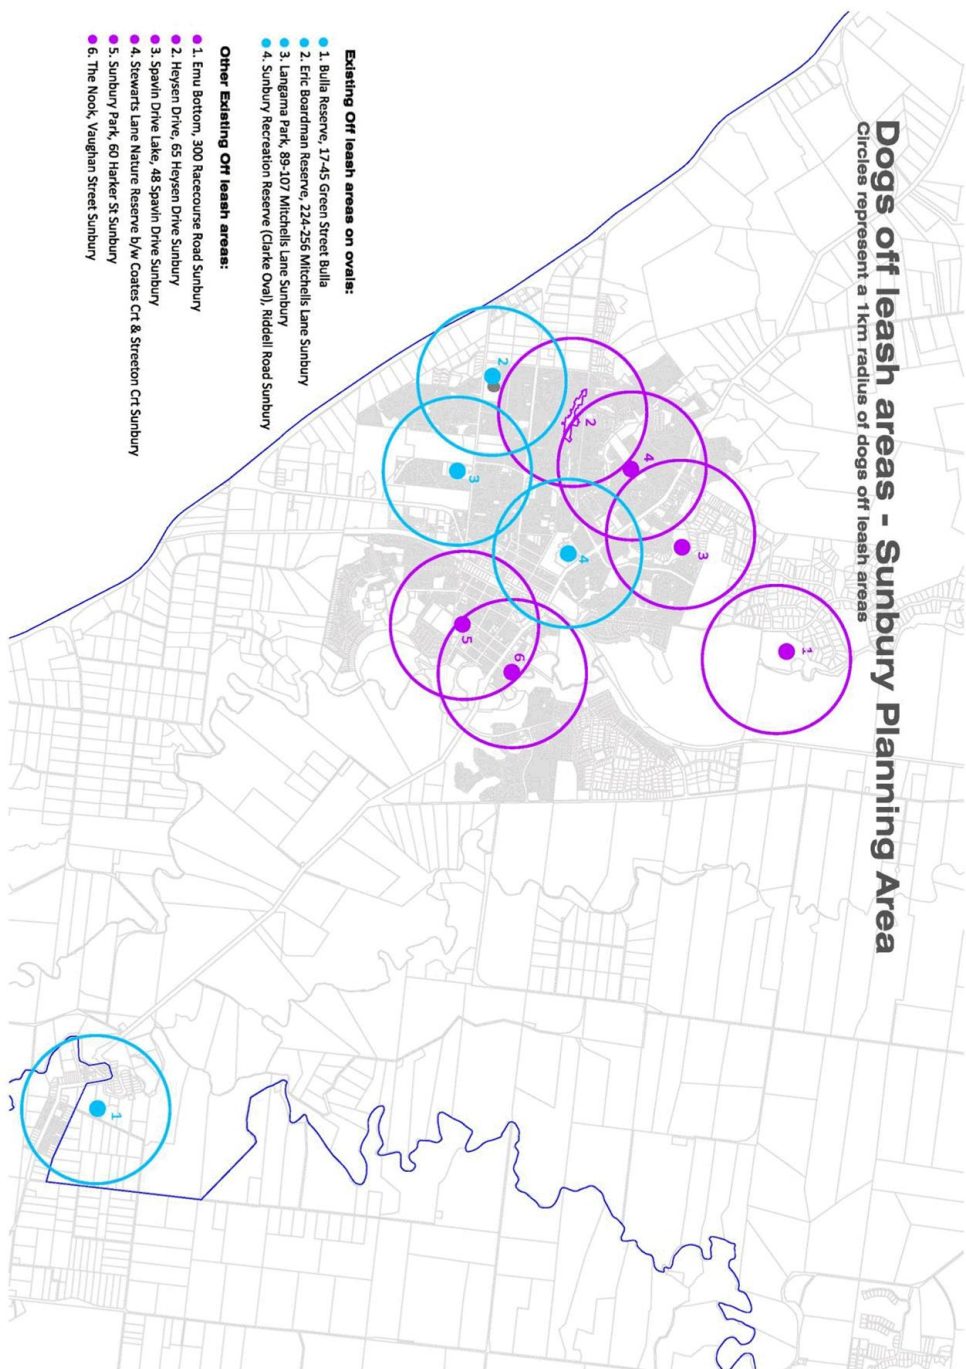 Dogs off leash areas - Sunbury Planning Area
Circles represent a 1km radius of dogs off leash areas
Existing Off leash areas on ovals:
1. Bulla Reserve, 17-45 Green Street Bulla
2. Eric Boardman Reserve, 224-256 Mitchells Lane Sunbury
3. Langama Park, 89-107 Mitchells Lane Sunbury
4. Sunbury Recreation Reserve (Clarke Oval), Riddell Road Sunbury
Other Existing Off leash areas:
1. Emu Bottom, 300 Racecourse Road Sunbury
2. Heysen Drive, 65 Heysen Drive Sunbury
3. Spavin Drive Lake, 48 Spavin Drive Sunbury
4. Stewarts Lane Nature Reserve b/w Coates Crt & Streeton Crt Sunbury
5. Sunbury Park, 60 Harker St Sunbury
6. The Nook, Vaughan Street Sunbury
1
3
4
2
2
4
3
6
5
1